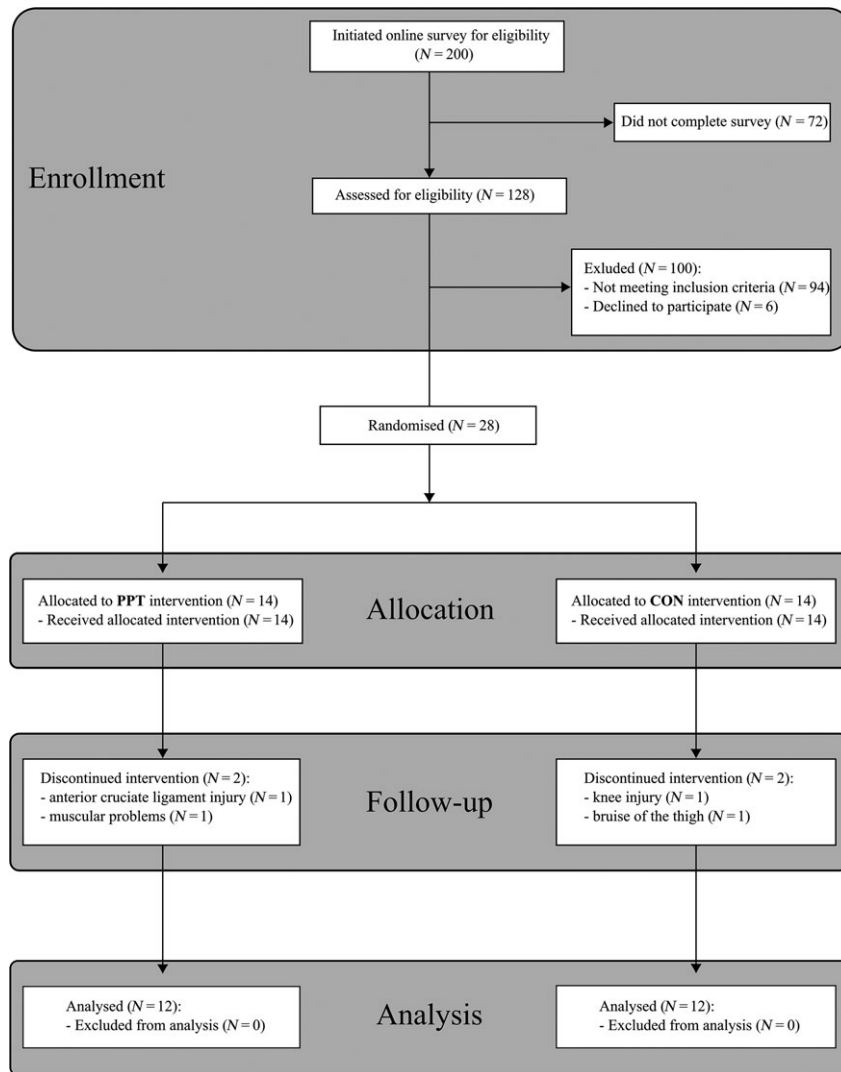 Initiated online survey for eligibility
(N = 200)
Did not complete survey (N = 72)
Enrollment
Assessed for eligibility (N = 128)
Exluded (N = 100):
- Not meeting inclusion criteria (N = 94)
- Declined to participate (N = 6)
Randomised (N = 28)
Allocated to PPT intervention (N = 14)
- Received allocated intervention (N = 14)
Allocation
Allocated to CON intervention (N = 14)
- Received allocated intervention (N = 14)
Discontinued intervention (N = 2):
- anterior cruciate ligament injury (N = 1)
- muscular problems (N = 1)
Follow-up
Discontinued intervention (N = 2):
- knee injury (N = 1)
- bruise of the thigh (N = 1)
Analysed (N = 12):
- Excluded from analysis (N = 0)
Analysis
Analysed (N = 12):
- Excluded from analysis (N = 0)